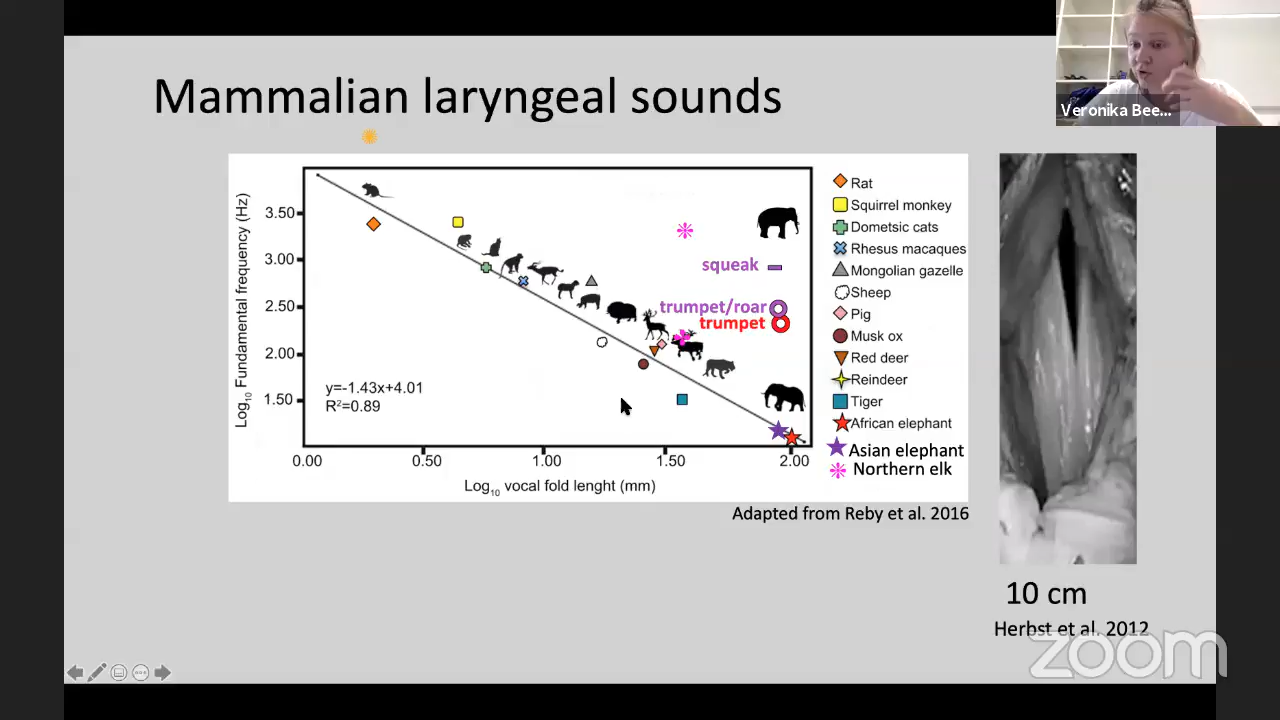 Mammalian laryngeal sounds
Veronika Bee...
Log10 Fundamental frequency (Hz)
3.50
3.00
2.50
2.00
1.50
y=-1.43x+4.01
R²=0.89
squeak
trumpet/roar
trumpet
0.00 0.50 1.00 1.50 2.00
Log10 vocal fold lenght (mm)
Rat
Squirrel monkey
Dometsic cats
Rhesus macaques
Mongolian gazelle
Sheep
Pig
Musk ox
Red deer
Reindeer
Tiger
African elephant
Asian elephant
Northern elk
Adapted from Reby et al. 2016
10 cm
Herbst et al. 2012
zoom